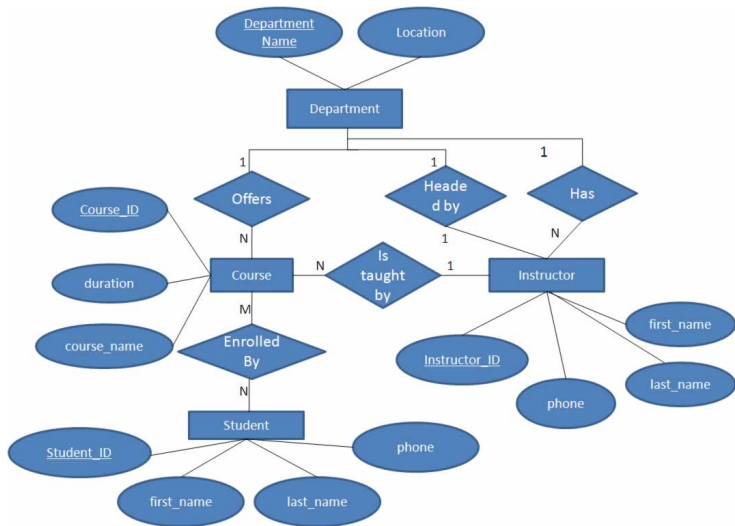 Department
Name
Location
Department
1
1
1
Offers
Heade
d by
Has
Course_ID
N
1
N
duration
Course
N
Is
taught
by
1
Instructor
course_name
M
Enrolled
By
N
Instructor_ID
phone
last_name
first_name
Student
Student_ID
first_name
last_name
phone